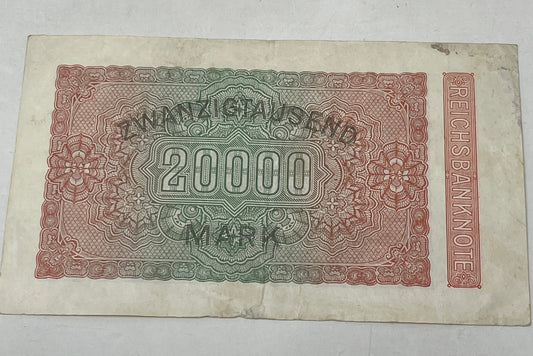 ZWANZIGTAUSEND
20000
MARK
REICHSBANKNOTE